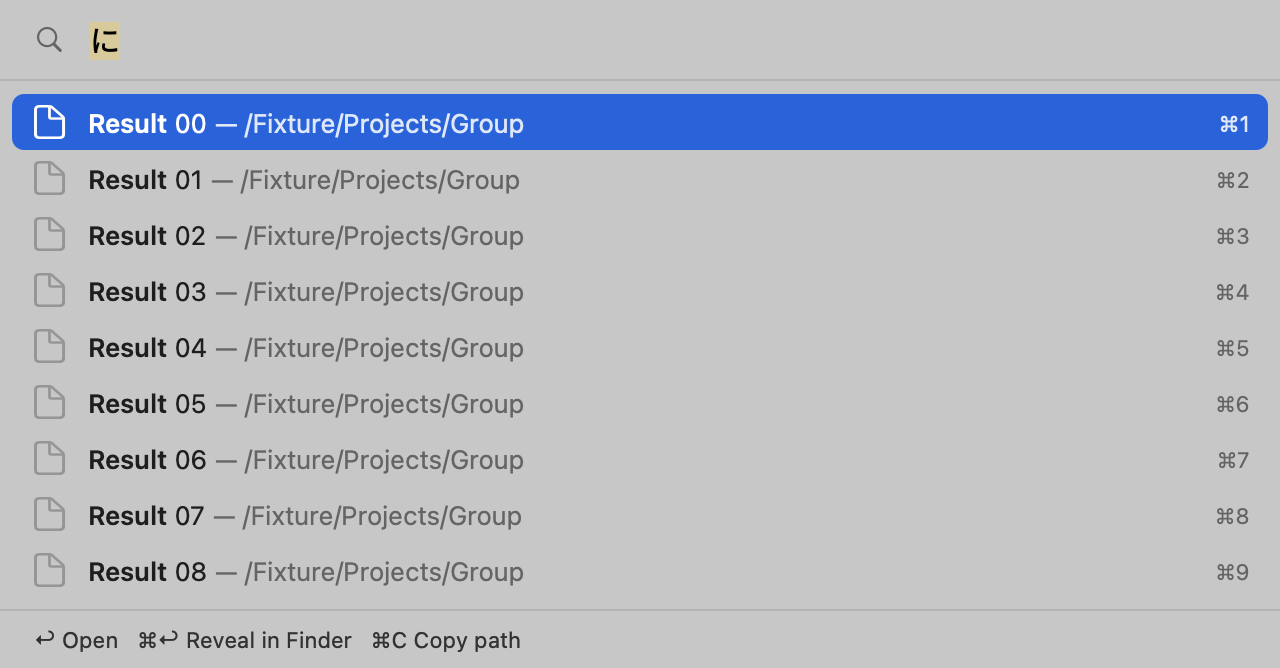 に
Result 00 — /Fixture/Projects/Group ⌘1
Result 01 — /Fixture/Projects/Group ⌘2
Result 02 — /Fixture/Projects/Group ⌘3
Result 03 — /Fixture/Projects/Group ⌘4
Result 04 — /Fixture/Projects/Group ⌘5
Result 05 — /Fixture/Projects/Group ⌘6
Result 06 — /Fixture/Projects/Group ⌘7
Result 07 — /Fixture/Projects/Group ⌘8
Result 08 — /Fixture/Projects/Group ⌘9
↩ Open ⌘↩ Reveal in Finder ⌘C Copy path